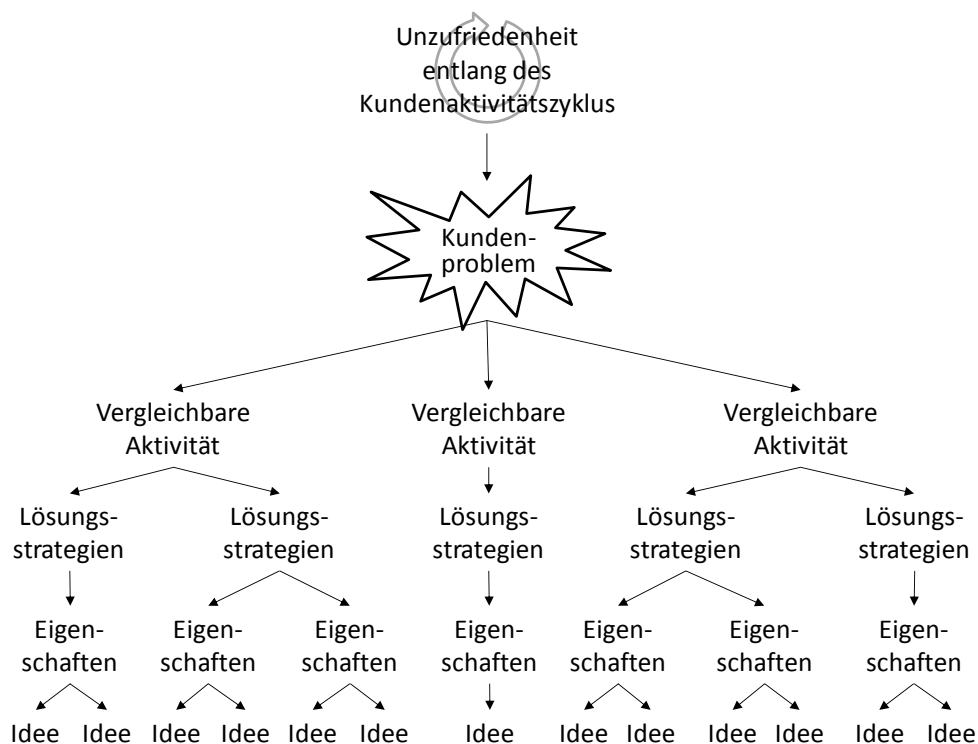 Unzufriedenheit
entlang des
Kundenaktivitätszyklus
Kunden-
problem
Vergleichbare Vergleichbare Vergleichbare
Aktivität Aktivität Aktivität
Lösungs- Lösungs- Lösungs- Lösungs- Lösungs-
strategien strategien strategien strategien strategien
Eigen- Eigen- Eigen- Eigen- Eigen- Eigen- Eigen-
schaften schaften schaften schaften schaften schaften schaften
Idee Idee Idee Idee Idee Idee Idee Idee Idee Idee Idee Idee Idee